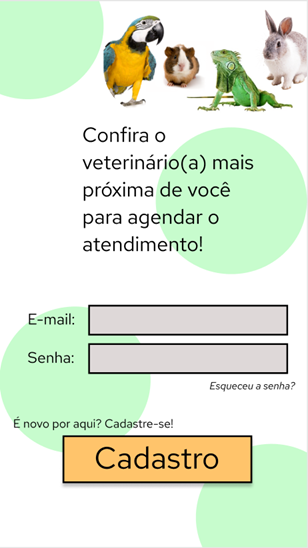 Confira o
veterinário(a) mais
próxima de você
para agendar o
atendimento!
E-mail:
Senha:
Esqueceu a senha?
É novo por aqui? Cadastre-se!
Cadastro